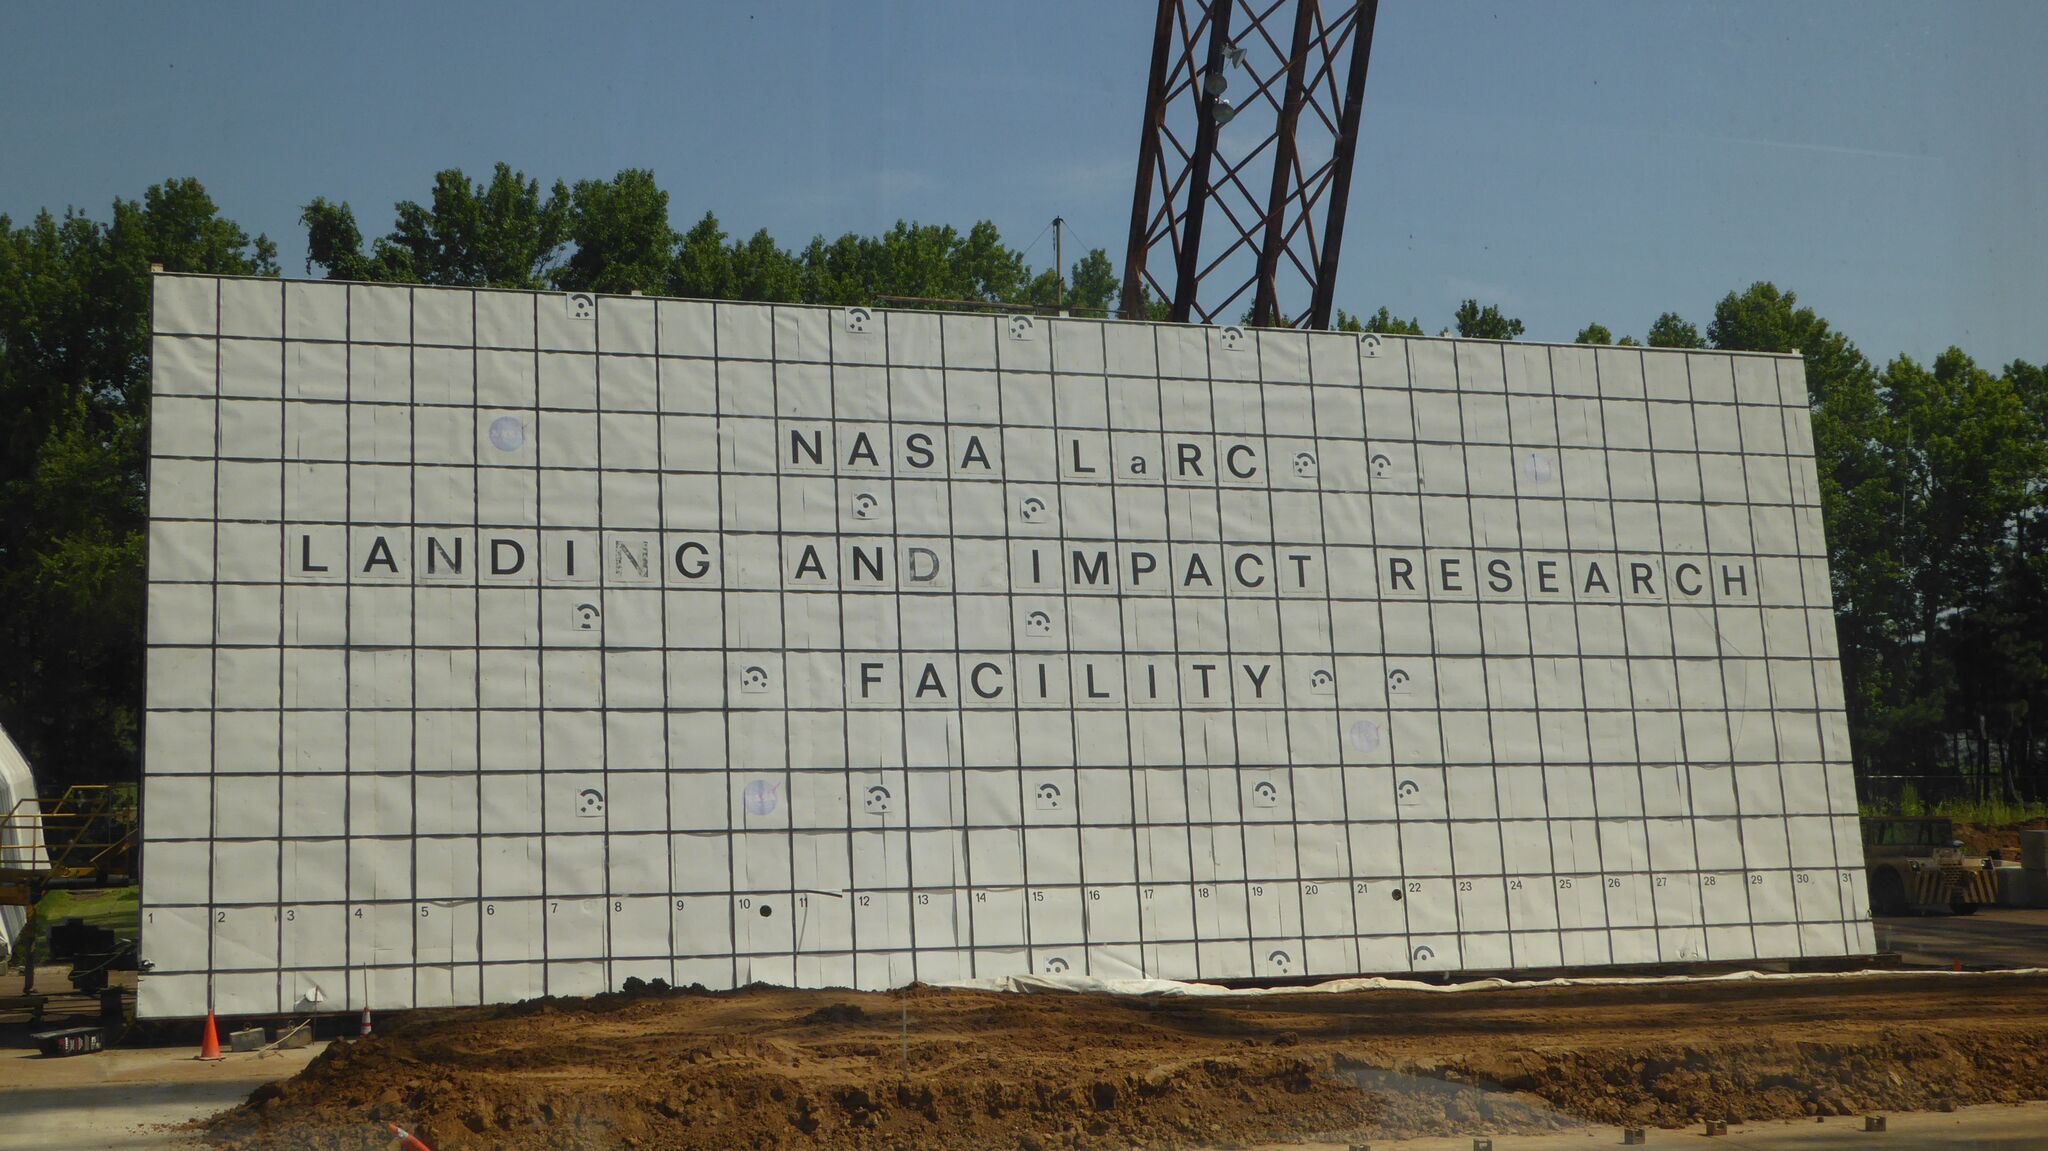 NASA LaRC
LANDING AND IMPACT RESEARCH
FACILITY
1 2 3 4 5 6 7 8 9 10 11 12 13 14 15 16 17 18 19 20 21 22 23 24 25 26 27 28 29 30 31